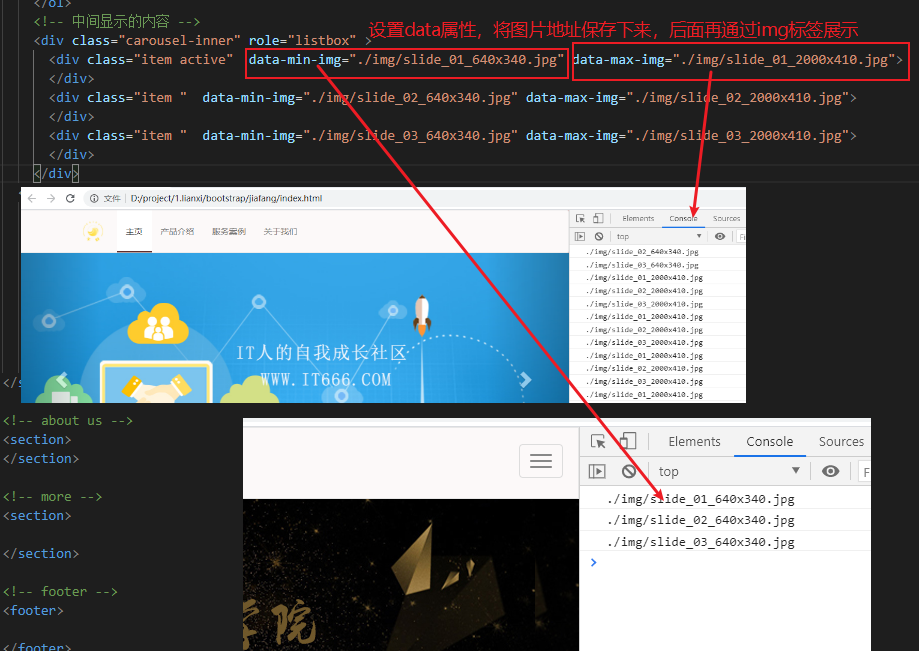 </ol>
<!-- 中间显示的内容 -->
设置data属性，将图片地址保存下来，后面再通过img标签展示
<div class="carousel-inner" role="listbox" >
<div class="item active" data-min-img="./img/slide_01_640x340.jpg" data-max-img="./img/slide_01_2000x410.jpg">
</div>
<div class="item "  data-min-img="./img/slide_02_640x340.jpg" data-max-img="./img/slide_02_2000x410.jpg">
</div>
<div class="item "  data-min-img="./img/slide_03_640x340.jpg" data-max-img="./img/slide_03_2000x410.jpg">
</div>
</div>
文件 D:/project/1.lianxi/bootstrap/jiafang/index.html
主页 产品介绍 服务案例 关于我们
Elements Console Sources
top
./img/slide_02_640x340.jpg
./img/slide_03_640x340.jpg
./img/slide_01_2000x410.jpg
./img/slide_02_2000x410.jpg
./img/slide_03_2000x410.jpg
./img/slide_01_2000x410.jpg
./img/slide_02_2000x410.jpg
./img/slide_03_2000x410.jpg
./img/slide_01_2000x410.jpg
./img/slide_02_2000x410.jpg
./img/slide_03_2000x410.jpg
./img/slide_01_2000x410.jpg
IT人的自我成长社区
WWW.IT666.COM
</s
<!-- about us -->
<section>
</section>
<!-- more -->
<section>
</section>
<!-- footer -->
<footer>
</footer>
Elements Console Sources
top F
./img/slide_01_640x340.jpg
./img/slide_02_640x340.jpg
./img/slide_03_640x340.jpg
学院